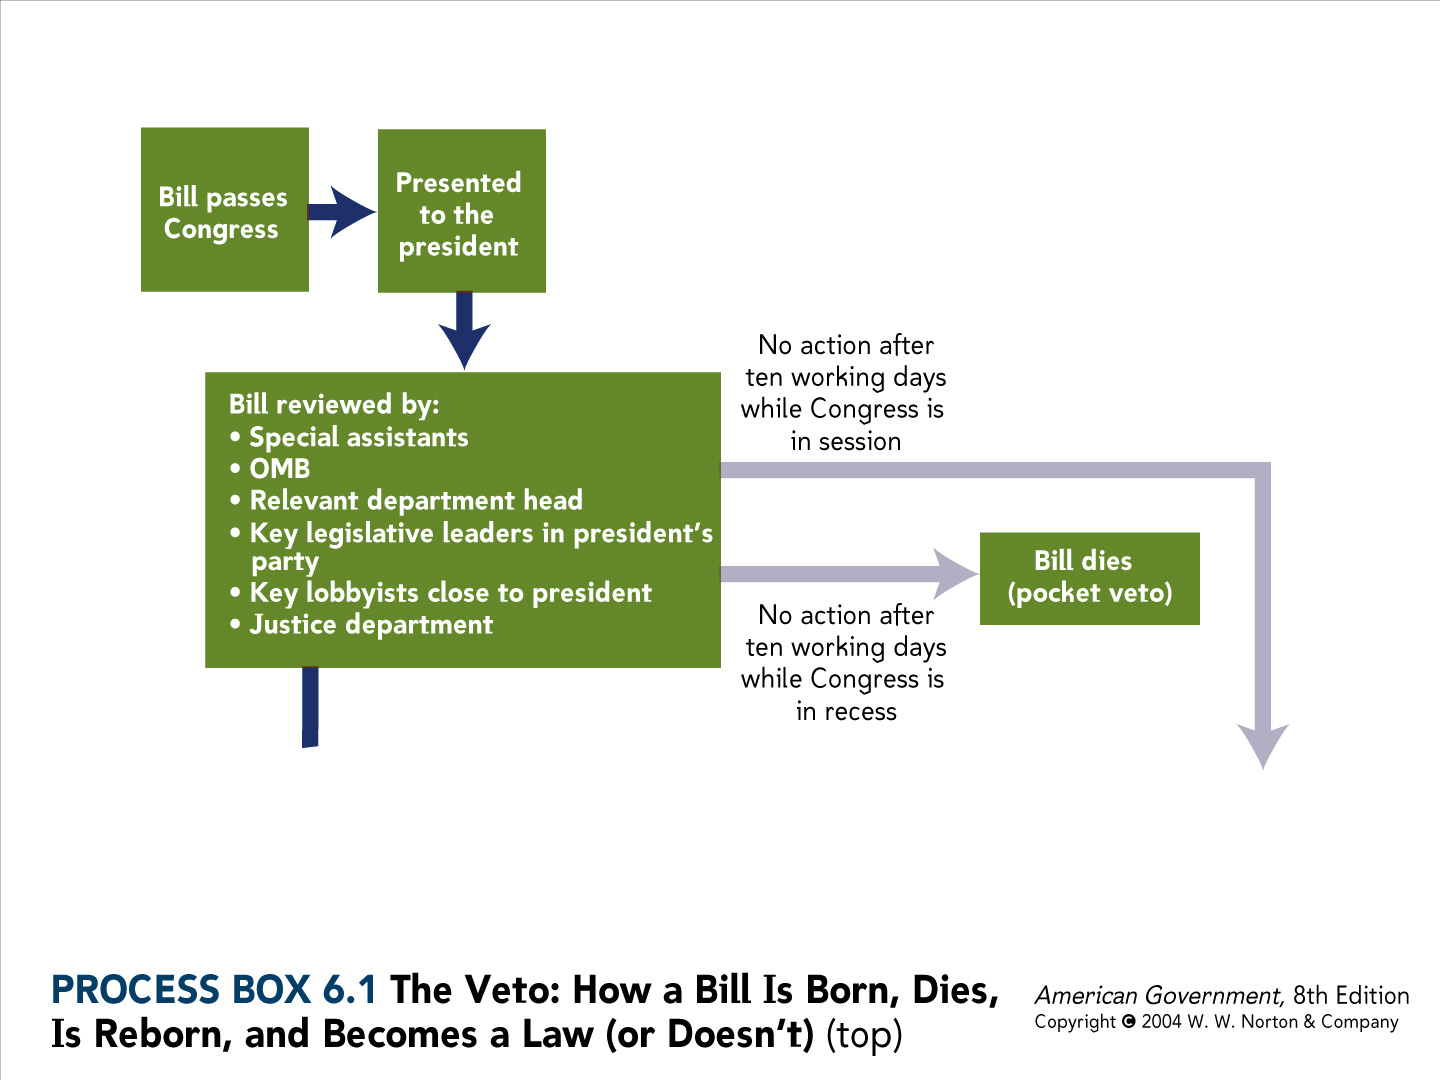 Bill passes
Congress
Presented
to the
president
No action after
ten working days
while Congress is
in session
Bill reviewed by:
• Special assistants
• OMB
• Relevant department head
• Key legislative leaders in president's
party
• Key lobbyists close to president
• Justice department
Bill dies
(pocket veto)
No action after
ten working days
while Congress is
in recess
PROCESS BOX 6.1 The Veto: How a Bill Is Born, Dies,
Is Reborn, and Becomes a Law (or Doesn't) (top)
American Government, 8th Edition
Copyright © 2004 W. W. Norton & Company